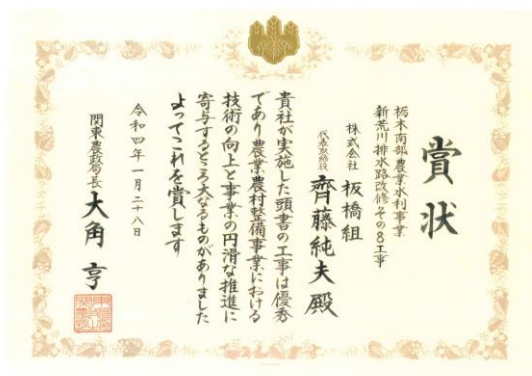 賞状
栃木南部農業水利事業
新荒川排水路改修その8工事
株式会社 板橋組
代表取締役 齊藤純夫殿
貴社が実施した頭書の工事は優秀
であり農業農村整備事業における
技術の向上と事業の円滑な推進に
寄与するところ大なるものがありました
よってこれを賞します
令和四年一月二十八日
関東農政局長 大角亨